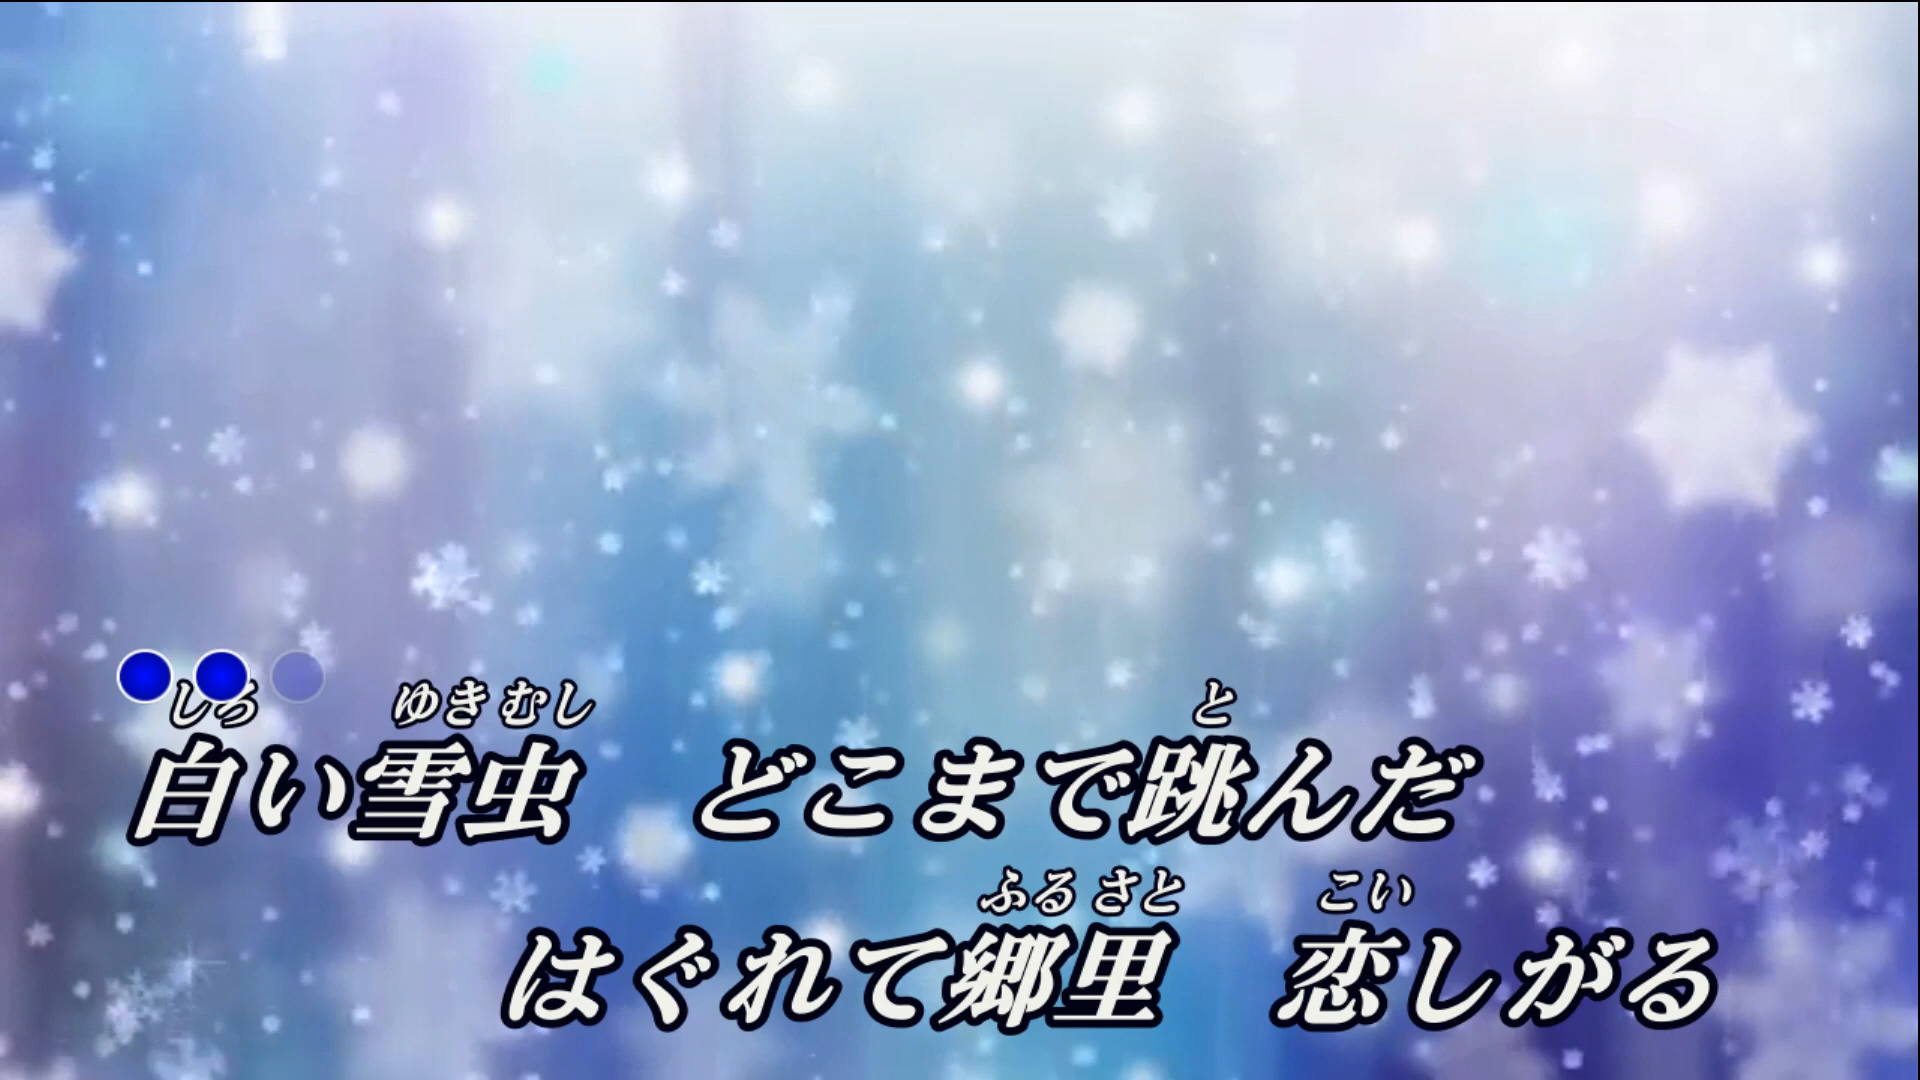 しろ ゆきむし と
白い雪虫 どこまで跳んだ
ふるさと こい
はぐれて郷里 恋しがる